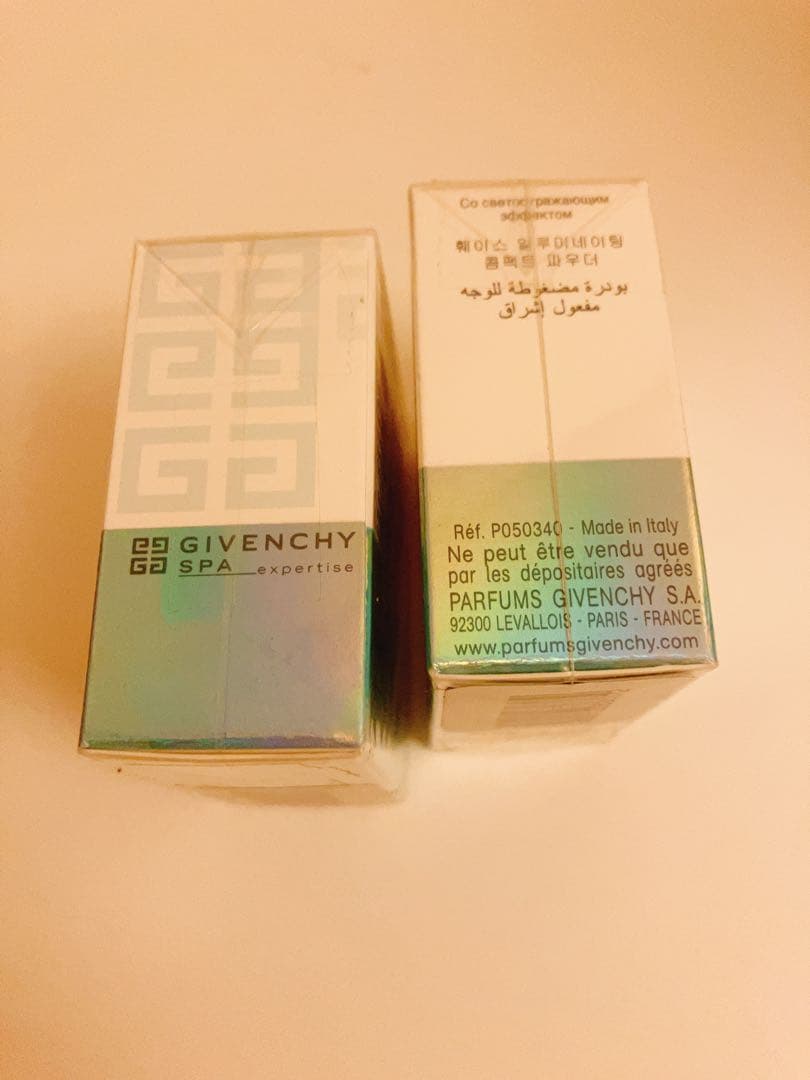 GIVENCHY
SPA expertise
Со светоотражающим
эффектом
훼이스 일루미네이팅
콤팩트 파우더
بودرة مضغوطة للوجه
مفعول إشراق
Réf. P050340 - Made in Italy
Ne peut être vendu que
par les dépositaires agréés
PARFUMS GIVENCHY S.A.
92300 LEVALLOIS - PARIS - FRANCE
www.parfumsgivenchy.com